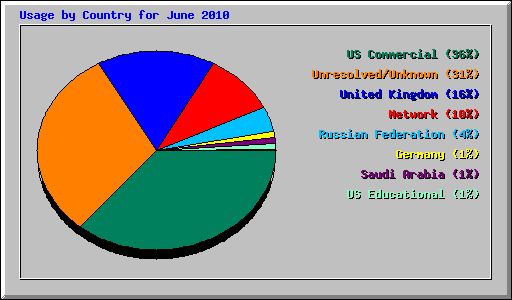 Usage by Country for June 2010
US Commercial (36%)
Unresolved/Unknown (31%)
United Kingdom (16%)
Network (10%)
Russian Federation (4%)
Germany (1%)
Saudi Arabia (1%)
US Educational (1%)